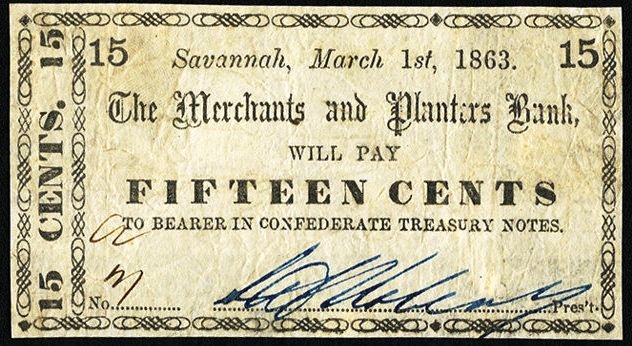 15 CENTS. 15
15 Savannah, March 1st, 1863. 15
The Merchants and Planters Bank,
WILL PAY
FIFTEEN CENTS
TO BEARER IN CONFEDERATE TREASURY NOTES.
No. Pres't.